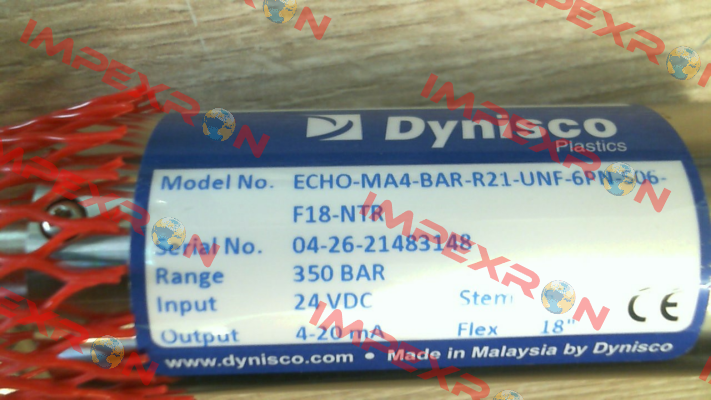 IMPEXRON
IMPEXRON
IMPEXRON
IMPEXRON
IMPEXRON
Dynisco
Plastics
Model No. ECHO-MA4-BAR-R21-UNF-6PN-S06-
F18-NTR
Serial No. 04-26-21483148
Range 350 BAR
Input 24 VDC Stem
Output 4-20 mA Flex 18"
CE
www.dynisco.com • Made in Malaysia by Dynisco